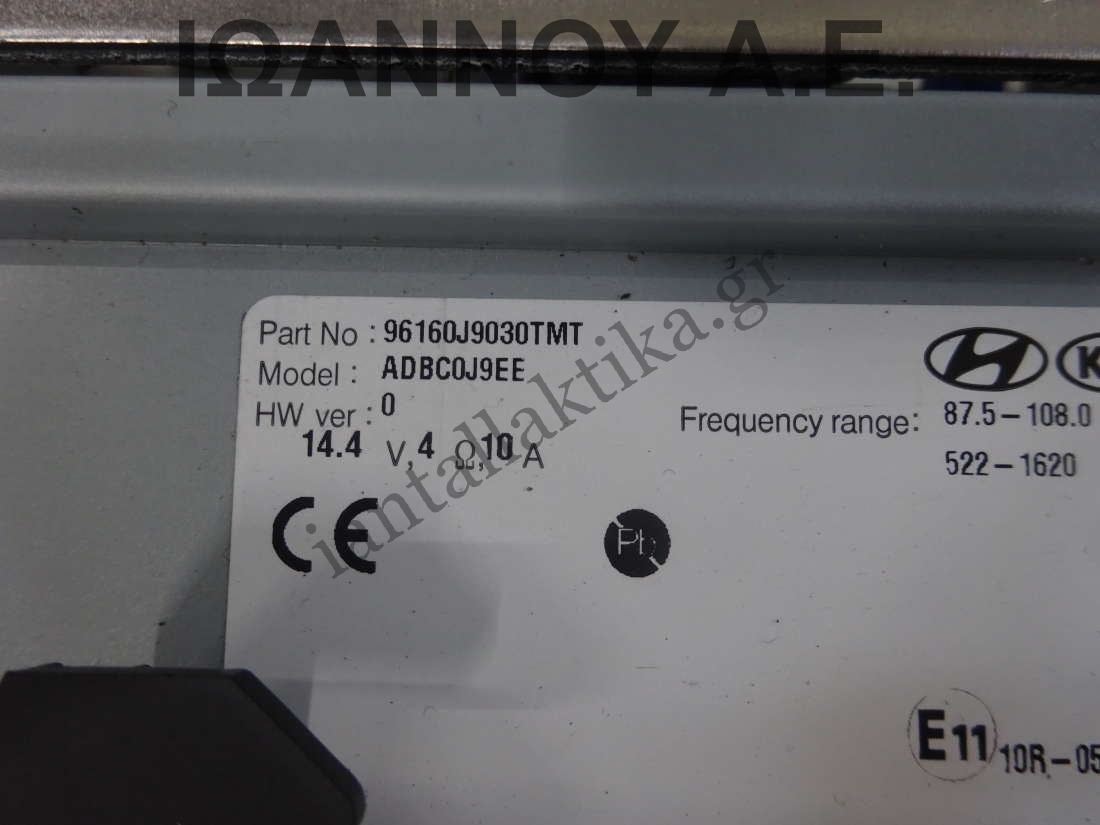 ΙΩΑΝΝΟΥ Α.Ε.
iantallaktika.gr
Part No : 96160J9030TMT
Model : ADBC0J9EE
HW ver : 0
14.4 V, 4 Ω, 10 A
Frequency range: 87.5-108.0
522-1620
CE
Pb
E11 10R-05